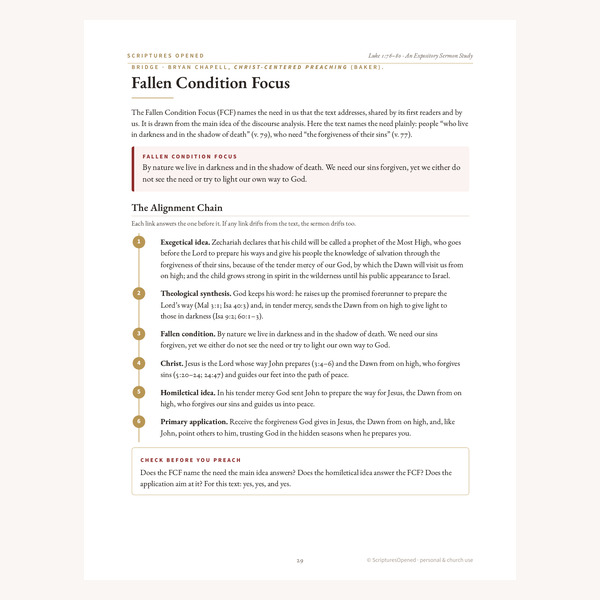 SCRIPTURES OPENED
Luke 1:76–80 · An Expository Sermon Study
BRIDGE · BRYAN CHAPELL, CHRIST-CENTERED PREACHING (BAKER).
Fallen Condition Focus
The Fallen Condition Focus (FCF) names the need in us that the text addresses, shared by its first readers and by
us. It is drawn from the main idea of the discourse analysis. Here the text names the need plainly: people “who live
in darkness and in the shadow of death” (v. 79), who need “the forgiveness of their sins” (v. 77).
FALLEN CONDITION FOCUS
By nature we live in darkness and in the shadow of death. We need our sins forgiven, yet we either do
not see the need or try to light our own way to God.
The Alignment Chain
Each link answers the one before it. If any link drifts from the text, the sermon drifts too.
1
Exegetical idea. Zechariah declares that his child will be called a prophet of the Most High, who goes
before the Lord to prepare his ways and give his people the knowledge of salvation through the
forgiveness of their sins, because of the tender mercy of our God, by which the Dawn will visit us from
on high; and the child grows strong in spirit in the wilderness until his public appearance to Israel.
2
Theological synthesis. God keeps his word: he raises up the promised forerunner to prepare the
Lord’s way (Mal 3:1; Isa 40:3) and, in tender mercy, sends the Dawn from on high to give light to
those in darkness (Isa 9:2; 60:1–3).
3
Fallen condition. By nature we live in darkness and in the shadow of death. We need our sins
forgiven, yet we either do not see the need or try to light our own way to God.
4
Christ. Jesus is the Lord whose way John prepares (3:4–6) and the Dawn from on high, who forgives
sins (5:20–24; 24:47) and guides our feet into the path of peace.
5
Homiletical idea. In his tender mercy God sent John to prepare the way for Jesus, the Dawn from on
high, who forgives our sins and guides us into peace.
6
Primary application. Receive the forgiveness God gives in Jesus, the Dawn from on high, and, like
John, point others to him, trusting God in the hidden seasons when he prepares you.
CHECK BEFORE YOU PREACH
Does the FCF name the need the main idea answers? Does the homiletical idea answer the FCF? Does the
application aim at it? For this text: yes, yes, and yes.
29
© ScripturesOpened · personal & church use